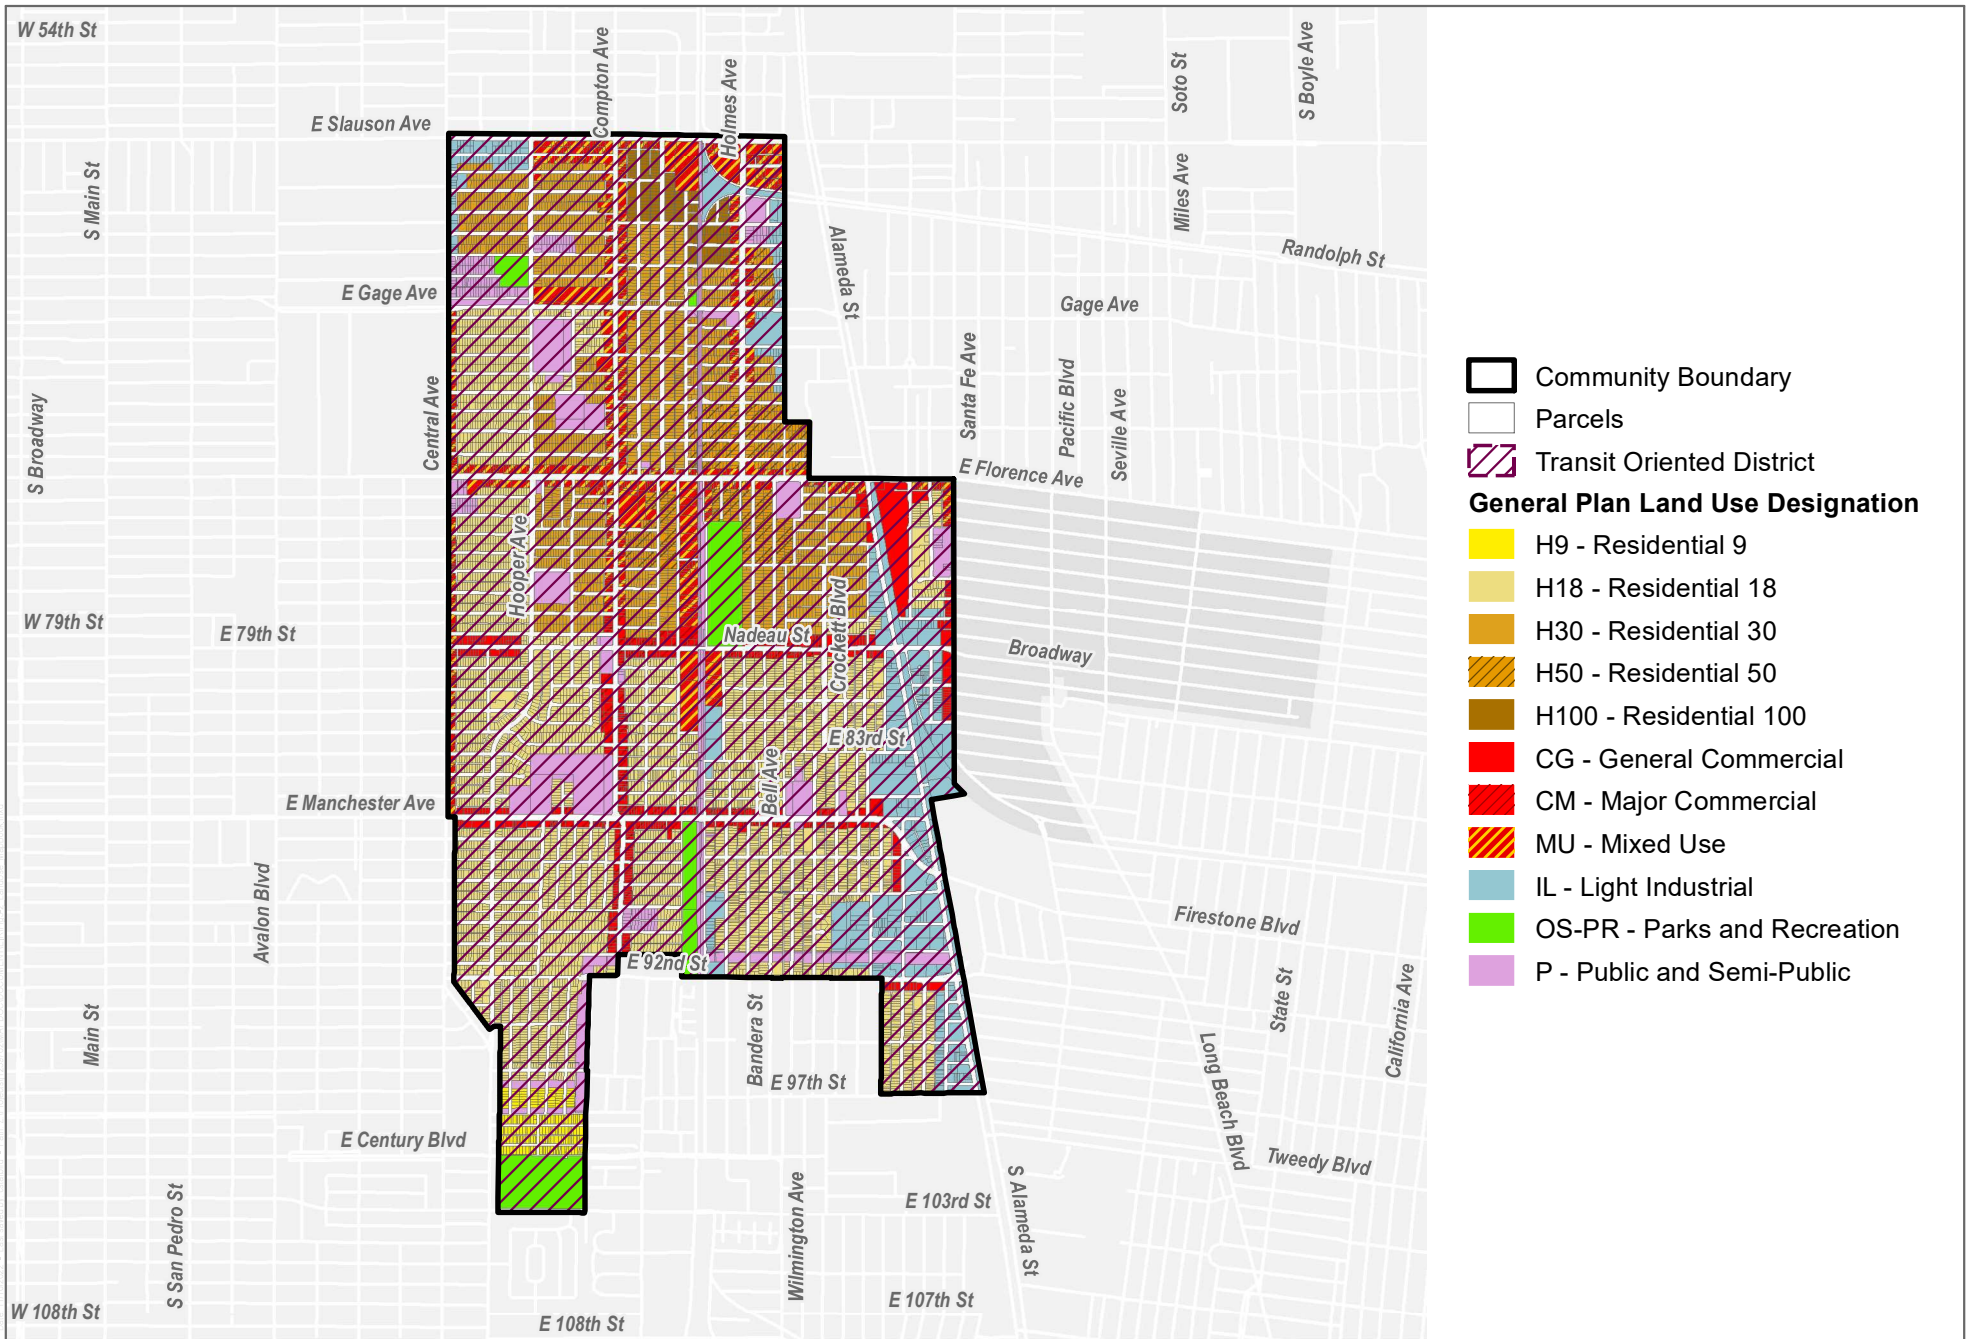 W 54th St
Compton Ave
Holmes Ave
Soto St
S Boyle Ave
E Slauson Ave
S Main St
Miles Ave
Alameda St
Randolph St
E Gage Ave
Gage Ave
S Broadway
Central Ave
Santa Fe Ave
Pacific Blvd
Seville Ave
E Florence Ave
Hooper Ave
Crockett Blvd
W 79th St
E 79th St
Nadeau St
Broadway
E 83rd St
Bell Ave
E Manchester Ave
Avalon Blvd
Firestone Blvd
E 92nd St
State St
California Ave
Main St
Bandera St
E 97th St
Long Beach Blvd
E Century Blvd
Tweedy Blvd
S San Pedro St
Wilmington Ave
E 103rd St
S Alameda St
W 108th St
E 107th St
E 108th St
Community Boundary
Parcels
Transit Oriented District
General Plan Land Use Designation
H9 - Residential 9
H18 - Residential 18
H30 - Residential 30
H50 - Residential 50
H100 - Residential 100
CG - General Commercial
CM - Major Commercial
MU - Mixed Use
IL - Light Industrial
OS-PR - Parks and Recreation
P - Public and Semi-Public